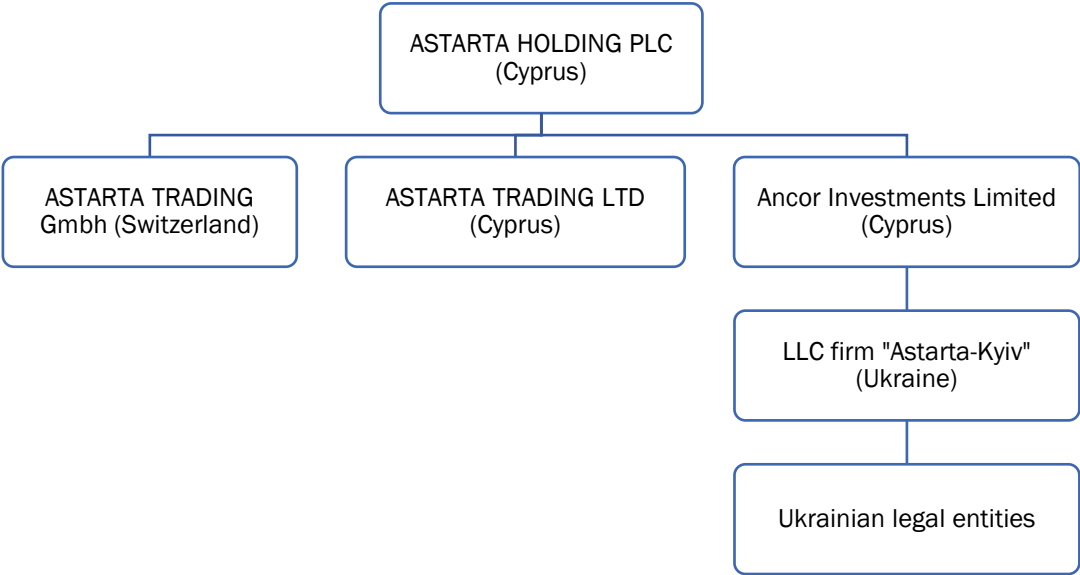 ASTARTA HOLDING PLC
(Cyprus)
ASTARTA TRADING
Gmbh (Switzerland)
ASTARTA TRADING LTD
(Cyprus)
Ancor Investments Limited
(Cyprus)
LLC firm "Astarta-Kyiv"
(Ukraine)
Ukrainian legal entities